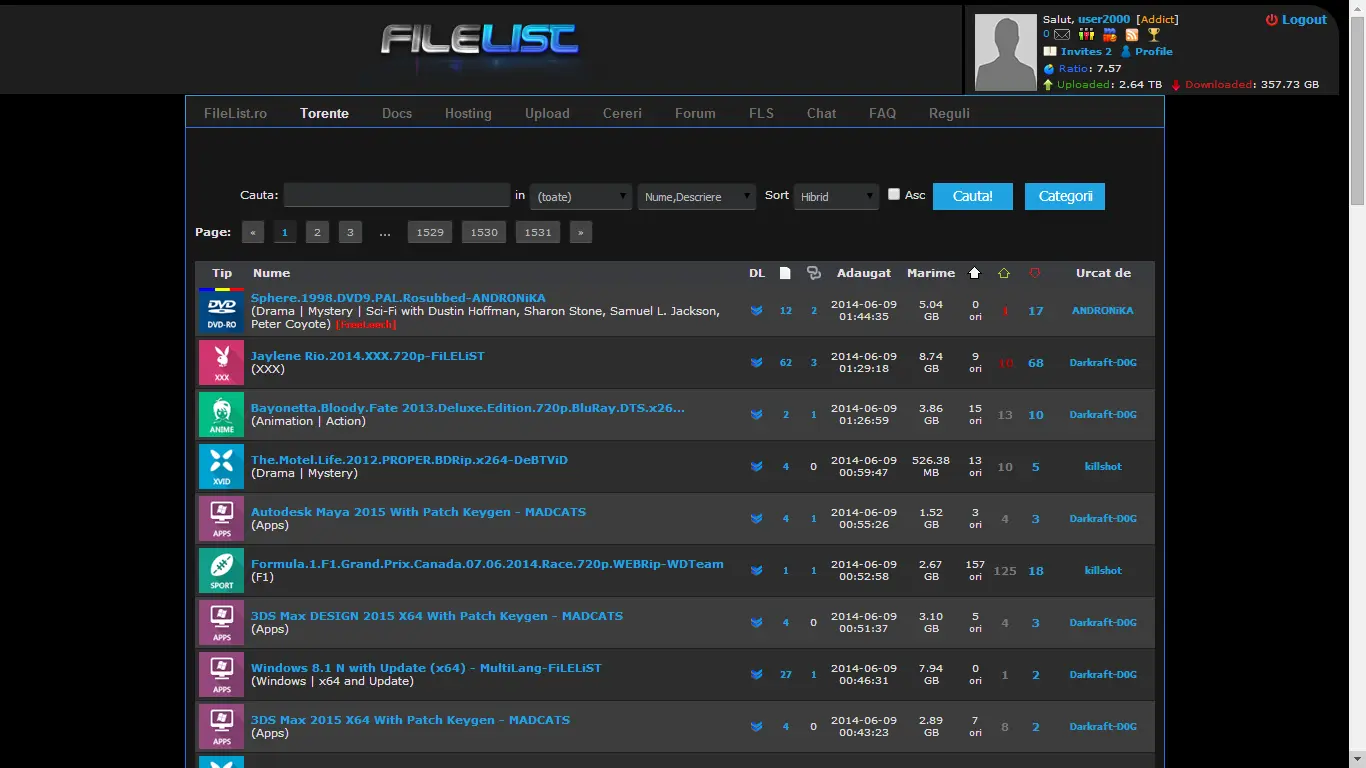 FILELIST
Salut, user2000 [Addict]
Logout
0
Invites 2 Profile
Ratio: 7.57
Uploaded: 2.64 TB Downloaded: 357.73 GB
FileList.ro Torente Docs Hosting Upload Cereri Forum FLS Chat FAQ Reguli
Cauta: in (toate) Nume,Descriere Sort Hibrid Asc Cauta! Categorii
Page: « 1 2 3 ... 1529 1530 1531 »
Tip Nume DL Adaugat Marime Urcat de
DVD
DVD-RO
Sphere.1998.DVD9.PAL.Rosubbed-ANDRONiKA
(Drama | Mystery | Sci-Fi with Dustin Hoffman, Sharon Stone, Samuel L. Jackson,
Peter Coyote) [FreeLeech]
12 2 2014-06-09 01:44:35 5.04 GB 0 ori 1 17 ANDRONiKA
XXX
Jaylene Rio.2014.XXX.720p-FiLELiST
(XXX)
62 3 2014-06-09 01:29:18 8.74 GB 9 ori 10 68 Darkraft-D0G
ANIME
Bayonetta.Bloody.Fate 2013.Deluxe.Edition.720p.BluRay.DTS.x26...
(Animation | Action)
2 1 2014-06-09 01:26:59 3.86 GB 15 ori 13 10 Darkraft-D0G
XVID
The.Motel.Life.2012.PROPER.BDRip.x264-DeBTViD
(Drama | Mystery)
4 0 2014-06-09 00:59:47 526.38 MB 13 ori 10 5 killshot
APPS
Autodesk Maya 2015 With Patch Keygen - MADCATS
(Apps)
4 1 2014-06-09 00:55:26 1.52 GB 3 ori 4 3 Darkraft-D0G
SPORT
Formula.1.F1.Grand.Prix.Canada.07.06.2014.Race.720p.WEBRip-WDTeam
(F1)
1 1 2014-06-09 00:52:58 2.67 GB 157 ori 125 18 killshot
APPS
3DS Max DESIGN 2015 X64 With Patch Keygen - MADCATS
(Apps)
4 0 2014-06-09 00:51:37 3.10 GB 5 ori 4 3 Darkraft-D0G
APPS
Windows 8.1 N with Update (x64) - MultiLang-FiLELiST
(Windows | x64 and Update)
27 1 2014-06-09 00:46:31 7.94 GB 0 ori 1 2 Darkraft-D0G
APPS
3DS Max 2015 X64 With Patch Keygen - MADCATS
(Apps)
4 0 2014-06-09 00:43:23 2.89 GB 7 ori 8 2 Darkraft-D0G